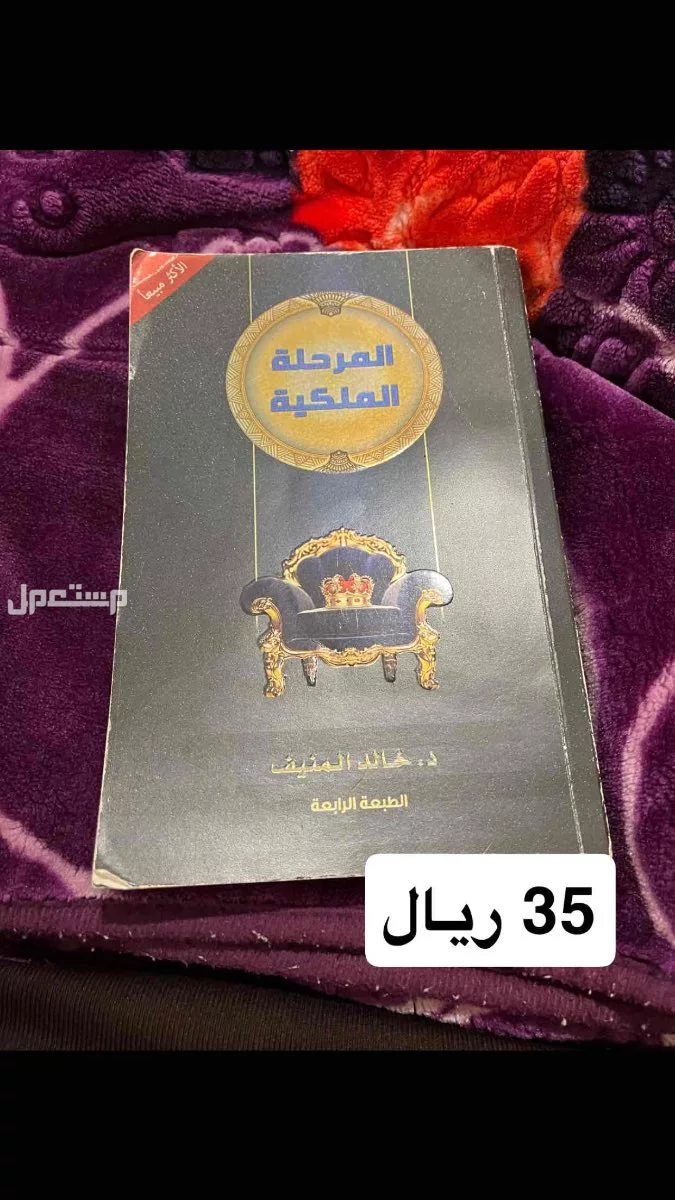 الأكثر مبيعاً
المرحلة
الملكية
مستعمل
د. خالد المنيف
الطبعة الرابعة
35 ريال